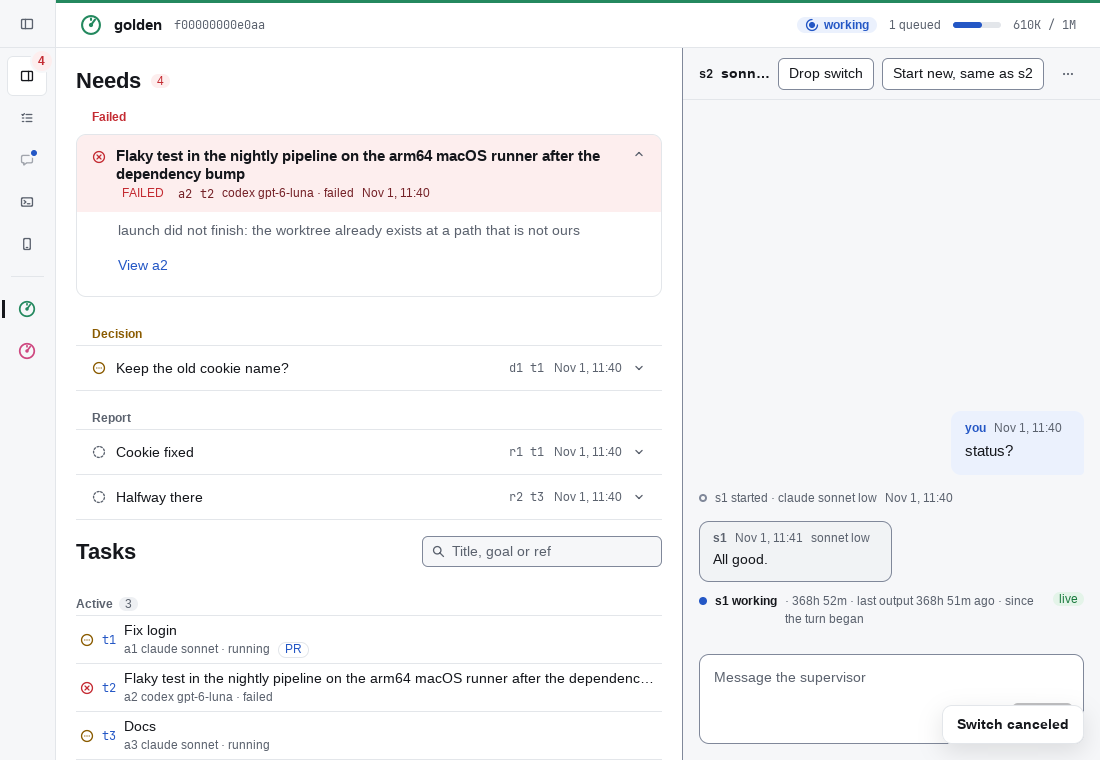 golden f00000000e0aa
working 1 queued 610K / 1M
4
Needs 4
Failed
Flaky test in the nightly pipeline on the arm64 macOS runner after the
dependency bump
FAILED a2 t2 codex gpt-6-luna · failed Nov 1, 11:40
launch did not finish: the worktree already exists at a path that is not ours
View a2
Decision
Keep the old cookie name? d1 t1 Nov 1, 11:40
Report
Cookie fixed r1 t1 Nov 1, 11:40
Halfway there r2 t3 Nov 1, 11:40
Tasks
Title, goal or ref
Active 3
t1 Fix login
a1 claude sonnet · running PR
t2 Flaky test in the nightly pipeline on the arm64 macOS runner after the dependenc…
a2 codex gpt-6-luna · failed
t3 Docs
a3 claude sonnet · running
s2 sonn… Drop switch Start new, same as s2
you Nov 1, 11:40
status?
s1 started · claude sonnet low Nov 1, 11:40
s1 Nov 1, 11:41 sonnet low
All good.
s1 working · 368h 52m · last output 368h 51m ago · since
the turn began
live
Message the supervisor
Switch canceled